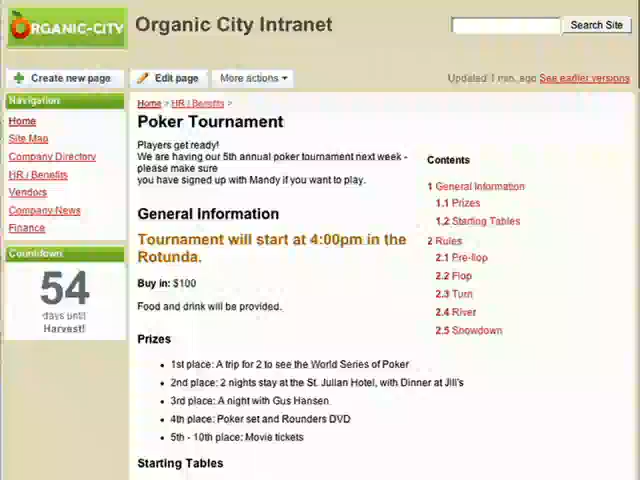 ORGANIC-CITY
Organic City Intranet
Search Site
Create new page
Edit page
More actions
Updated 1 min. ago See earlier versions
Navigation
Home
Site Map
Company Directory
HR / Benefits
Vendors
Company News
Finance
Countdown
54
days until
Harvest!
Home > HR / Benefits >
Poker Tournament
Players get ready!
We are having our 5th annual poker tournament next week -
please make sure
you have signed up with Mandy if you want to play.
General Information
Tournament will start at 4:00pm in the
Rotunda.
Buy in: $100
Food and drink will be provided.
Prizes
• 1st place: A trip for 2 to see the World Series of Poker
• 2nd place: 2 nights stay at the St. Julian Hotel, with Dinner at Jill's
• 3rd place: A night with Gus Hansen
• 4th place: Poker set and Rounders DVD
• 5th - 10th place: Movie tickets
Starting Tables
Contents
1 General Information
1.1 Prizes
1.2 Starting Tables
2 Rules
2.1 Pre-flop
2.2 Flop
2.3 Turn
2.4 River
2.5 Snowdown